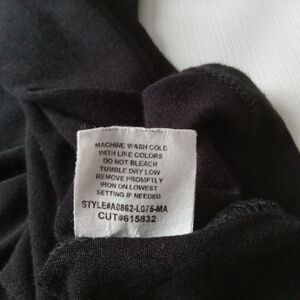 MACHINE WASH COLD
WITH LIKE COLORS
DO NOT BLEACH
TUMBLE DRY LOW
REMOVE PROMPTLY
IRON ON LOWEST
SETTING IF NEEDED
STYLE#A0862-L075-MA
CUT#615832